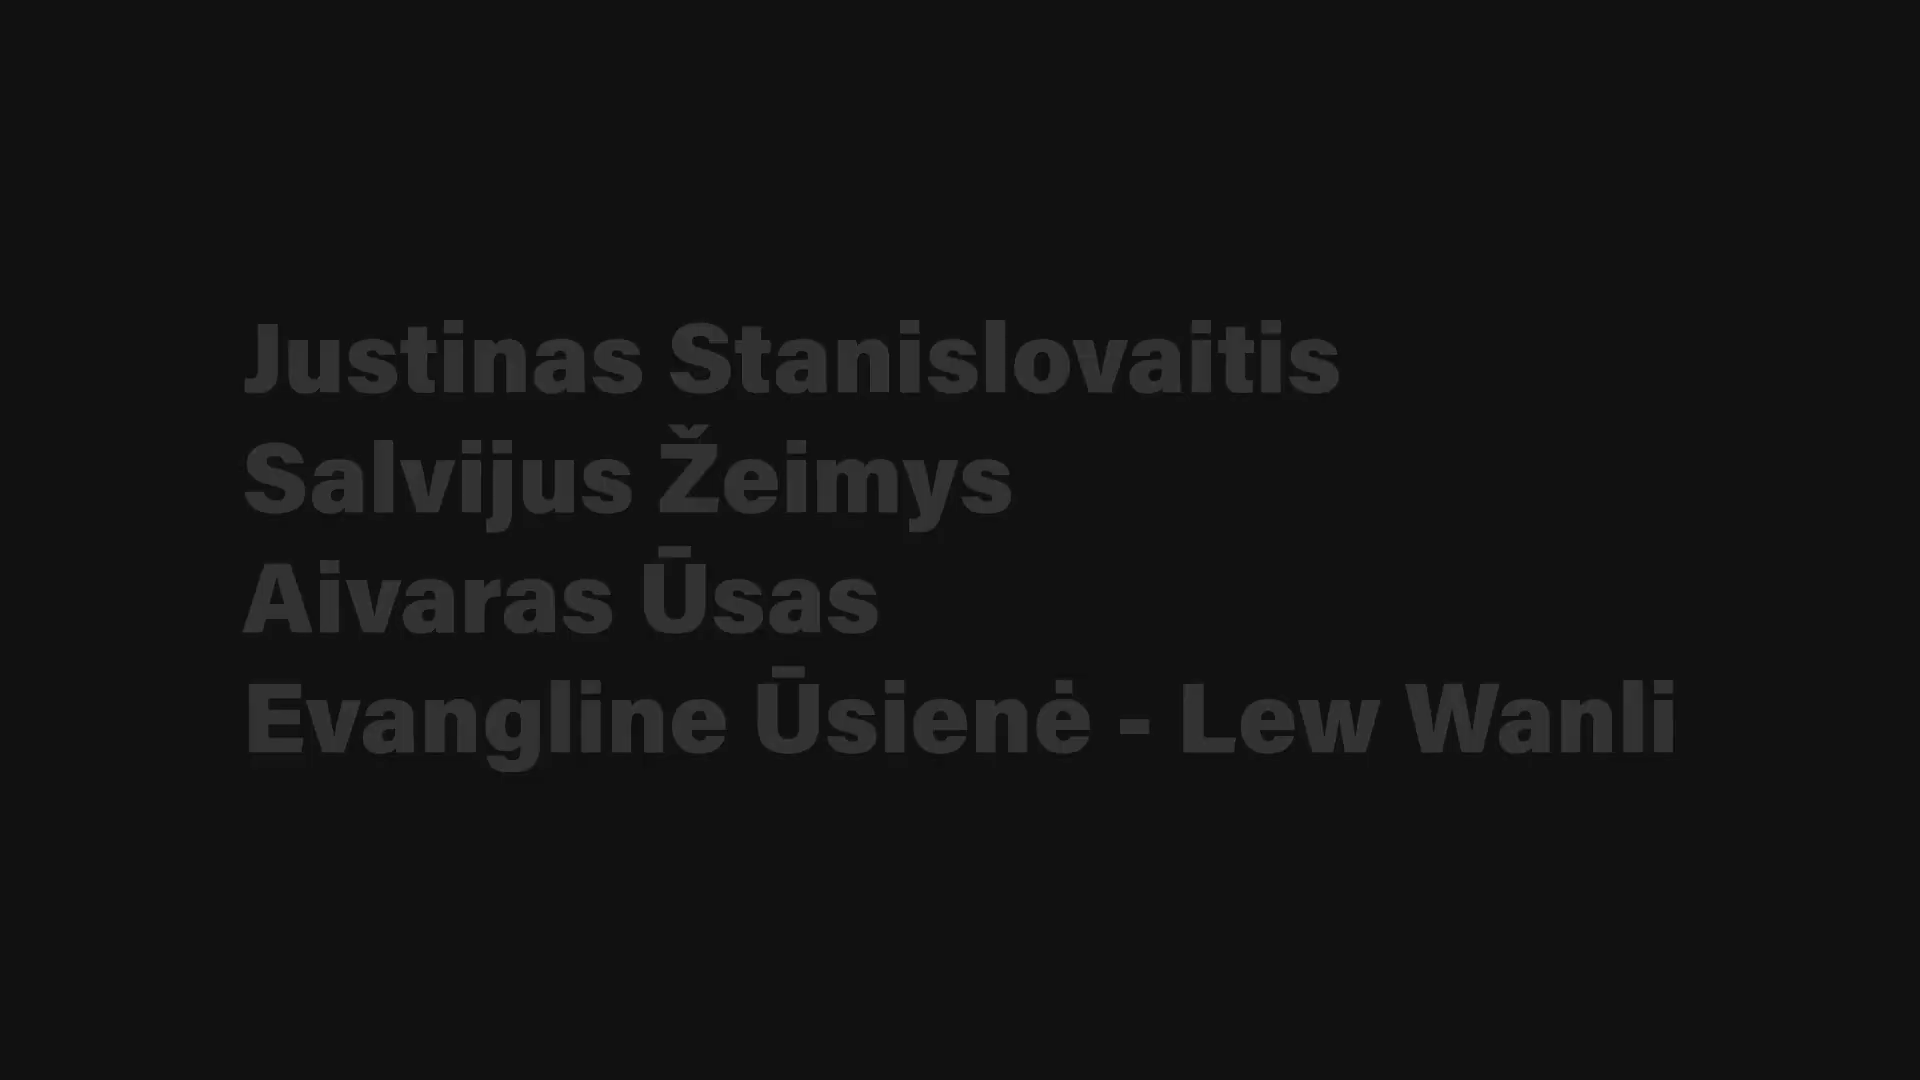 Justinas Stanislovaitis
Salvijus Žeimys
Aivaras Ūsas
Evangline Ūsienė - Lew Wanli